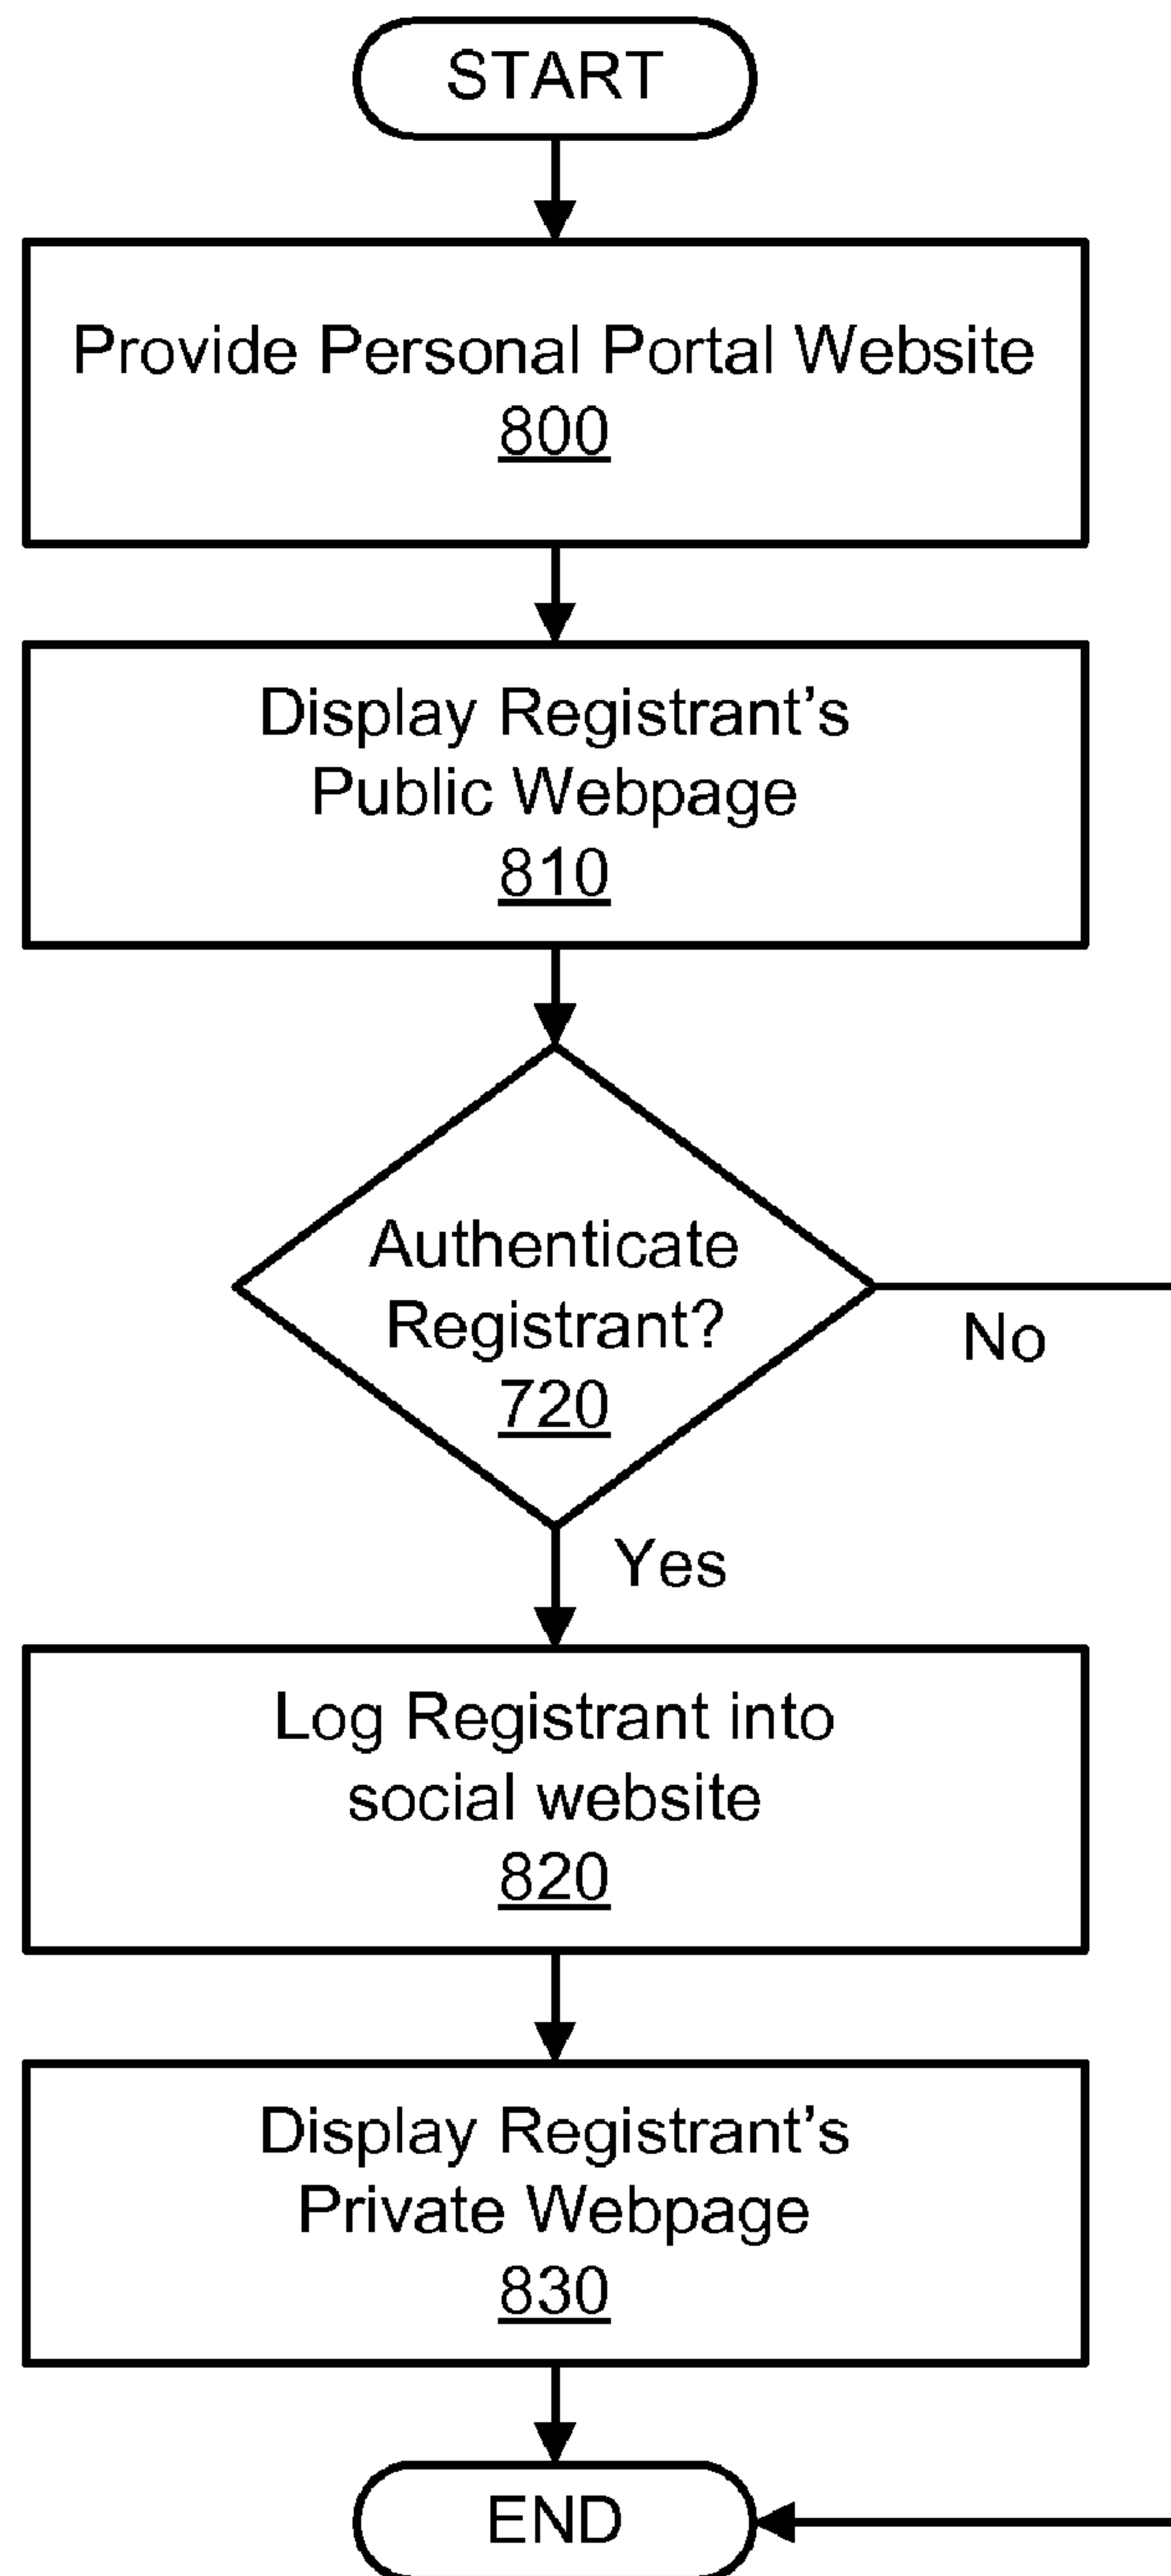 START
Provide Personal Portal Website
800
Display Registrant's
Public Webpage
810
Authenticate
Registrant?
720
No
Yes
Log Registrant into
social website
820
Display Registrant's
Private Webpage
830
END